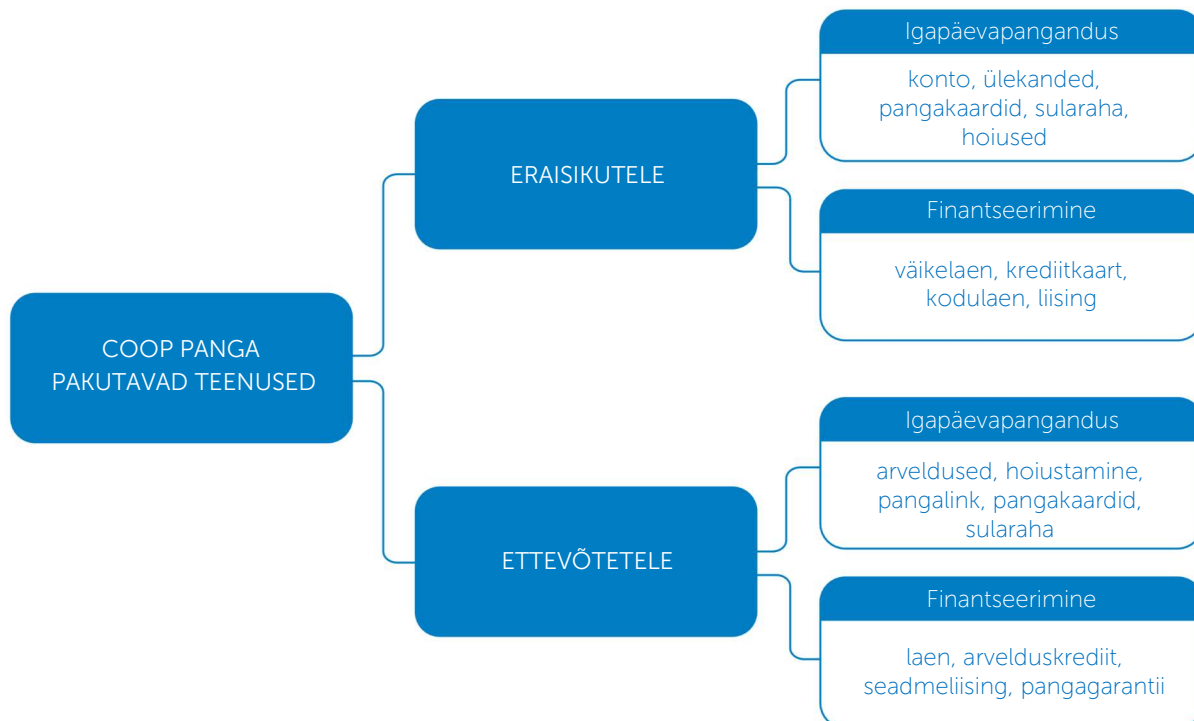 COOP PANGA
PAKUTAVAD TEENUSED
ERAISIKUTELE
Igapäevapangandus
konto, ülekanded,
pangakaardid, sularaha,
hoiused
Finantseerimine
väikelaen, krediitkaart,
kodulaen, liising
ETTEVÕTETELE
Igapäevapangandus
arveldused, hoiustamine,
pangalink, pangakaardid,
sularaha
Finantseerimine
laen, arvelduskrediit,
seadmeliising, pangagarantii